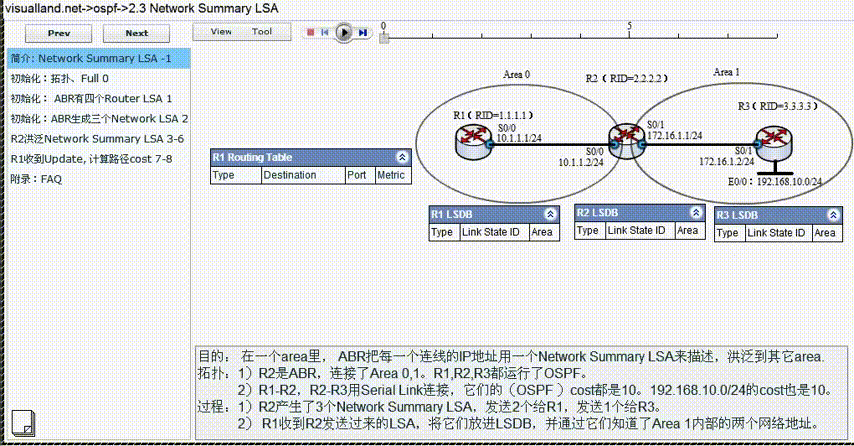 visualland.net->ospf->2.3 Network Summary LSA
Prev Next View Tool 0 5
简介: Network Summary LSA -1
初始化：拓扑、Full 0
初始化： ABR有四个Router LSA 1
初始化：ABR生成三个Network LSA 2
R2洪泛Network Summary LSA 3-6
R1收到Update, 计算路径cost 7-8
附录：FAQ
Area 0
R2（ RID=2.2.2.2）
Area 1
R1（ RID=1.1.1.1）
S0/0
10.1.1.1/24
S0/0
10.1.1.2/24
S0/1
172.16.1.1/24
R3（ RID=3.3.3.3）
S0/1
172.16.1.2/24
E0/0：192.168.10.0/24
R1 Routing Table
Type Destination Port Metric
R1 LSDB
Type Link State ID Area
R2 LSDB
Type Link State ID Area
R3 LSDB
Type Link State ID Area
目的： 在一个area里， ABR把每一个连线的IP地址用一个Network Summary LSA来描述，洪泛到其它area.
拓扑：1）R2是ABR，连接了Area 0,1。R1,R2,R3都运行了OSPF。
2）R1-R2，R2-R3用Serial Link连接，它们的（OSPF ）cost都是10。192.168.10.0/24的cost也是10。
过程：1）R2产生了3个Network Summary LSA，发送2个给R1，发送1个给R3。
2） R1收到R2发送过来的LSA，将它们放进LSDB，并通过它们知道了Area 1内部的两个网络地址。